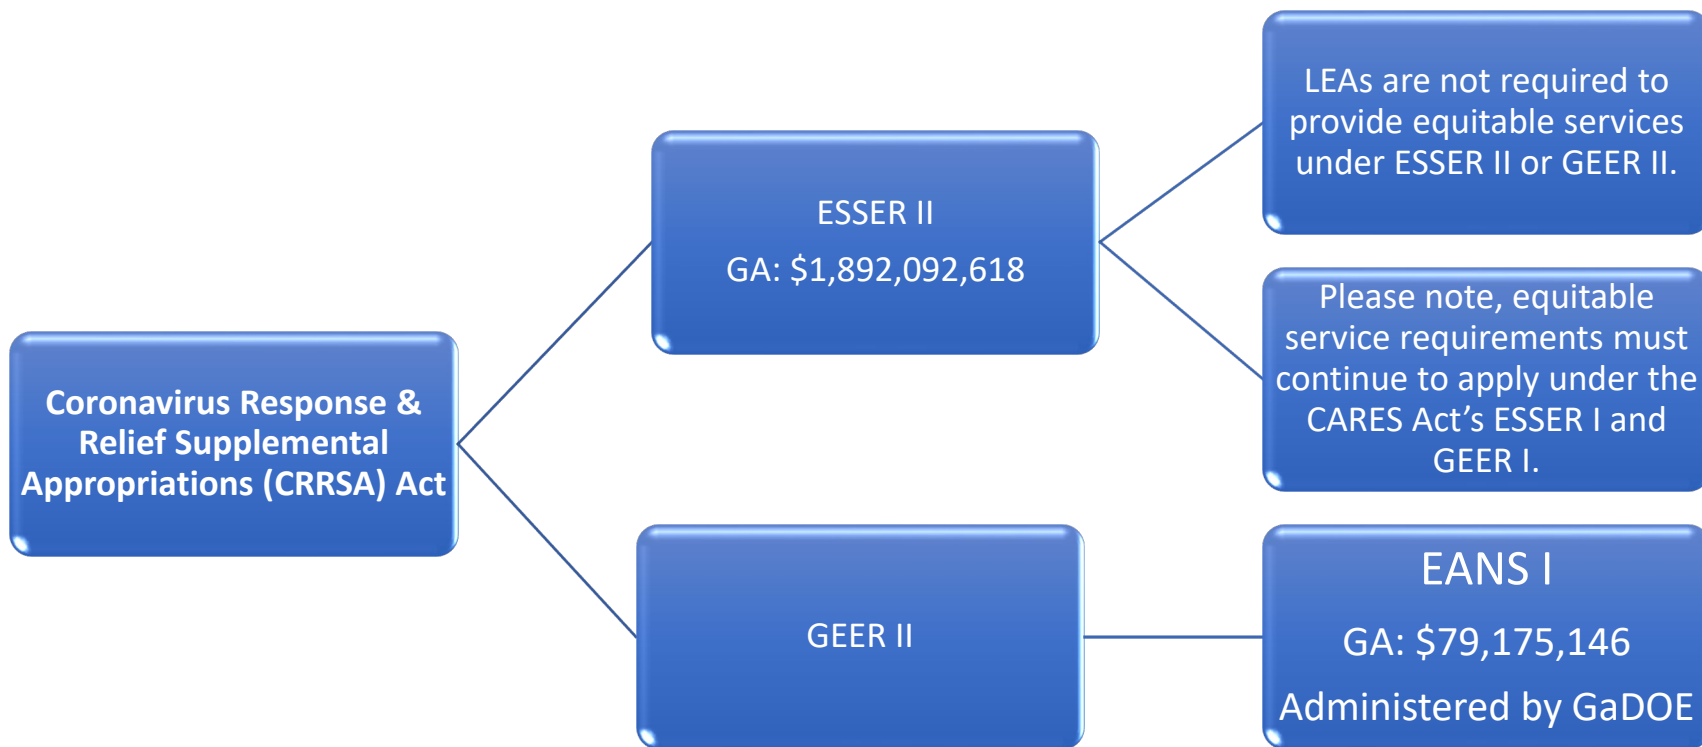 Coronavirus Response &
Relief Supplemental
Appropriations (CRRSA) Act
ESSER II
GA: $1,892,092,618
LEAs are not required to
provide equitable services
under ESSER II or GEER II.
Please note, equitable
service requirements must
continue to apply under the
CARES Act’s ESSER I and
GEER I.
GEER II
EANS I
GA: $79,175,146
Administered by GaDOE